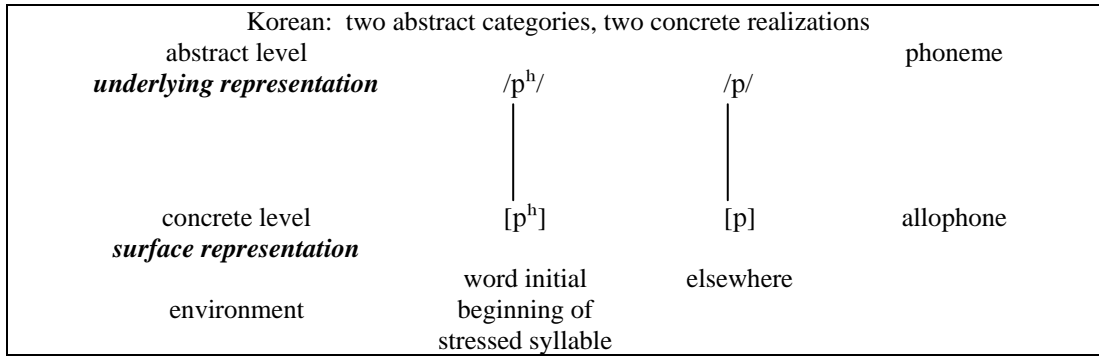 Korean: two abstract categories, two concrete realizations
abstract level phoneme
underlying representation /pʰ/ /p/
concrete level [pʰ] [p] allophone
surface representation
word initial elsewhere
environment beginning of
stressed syllable